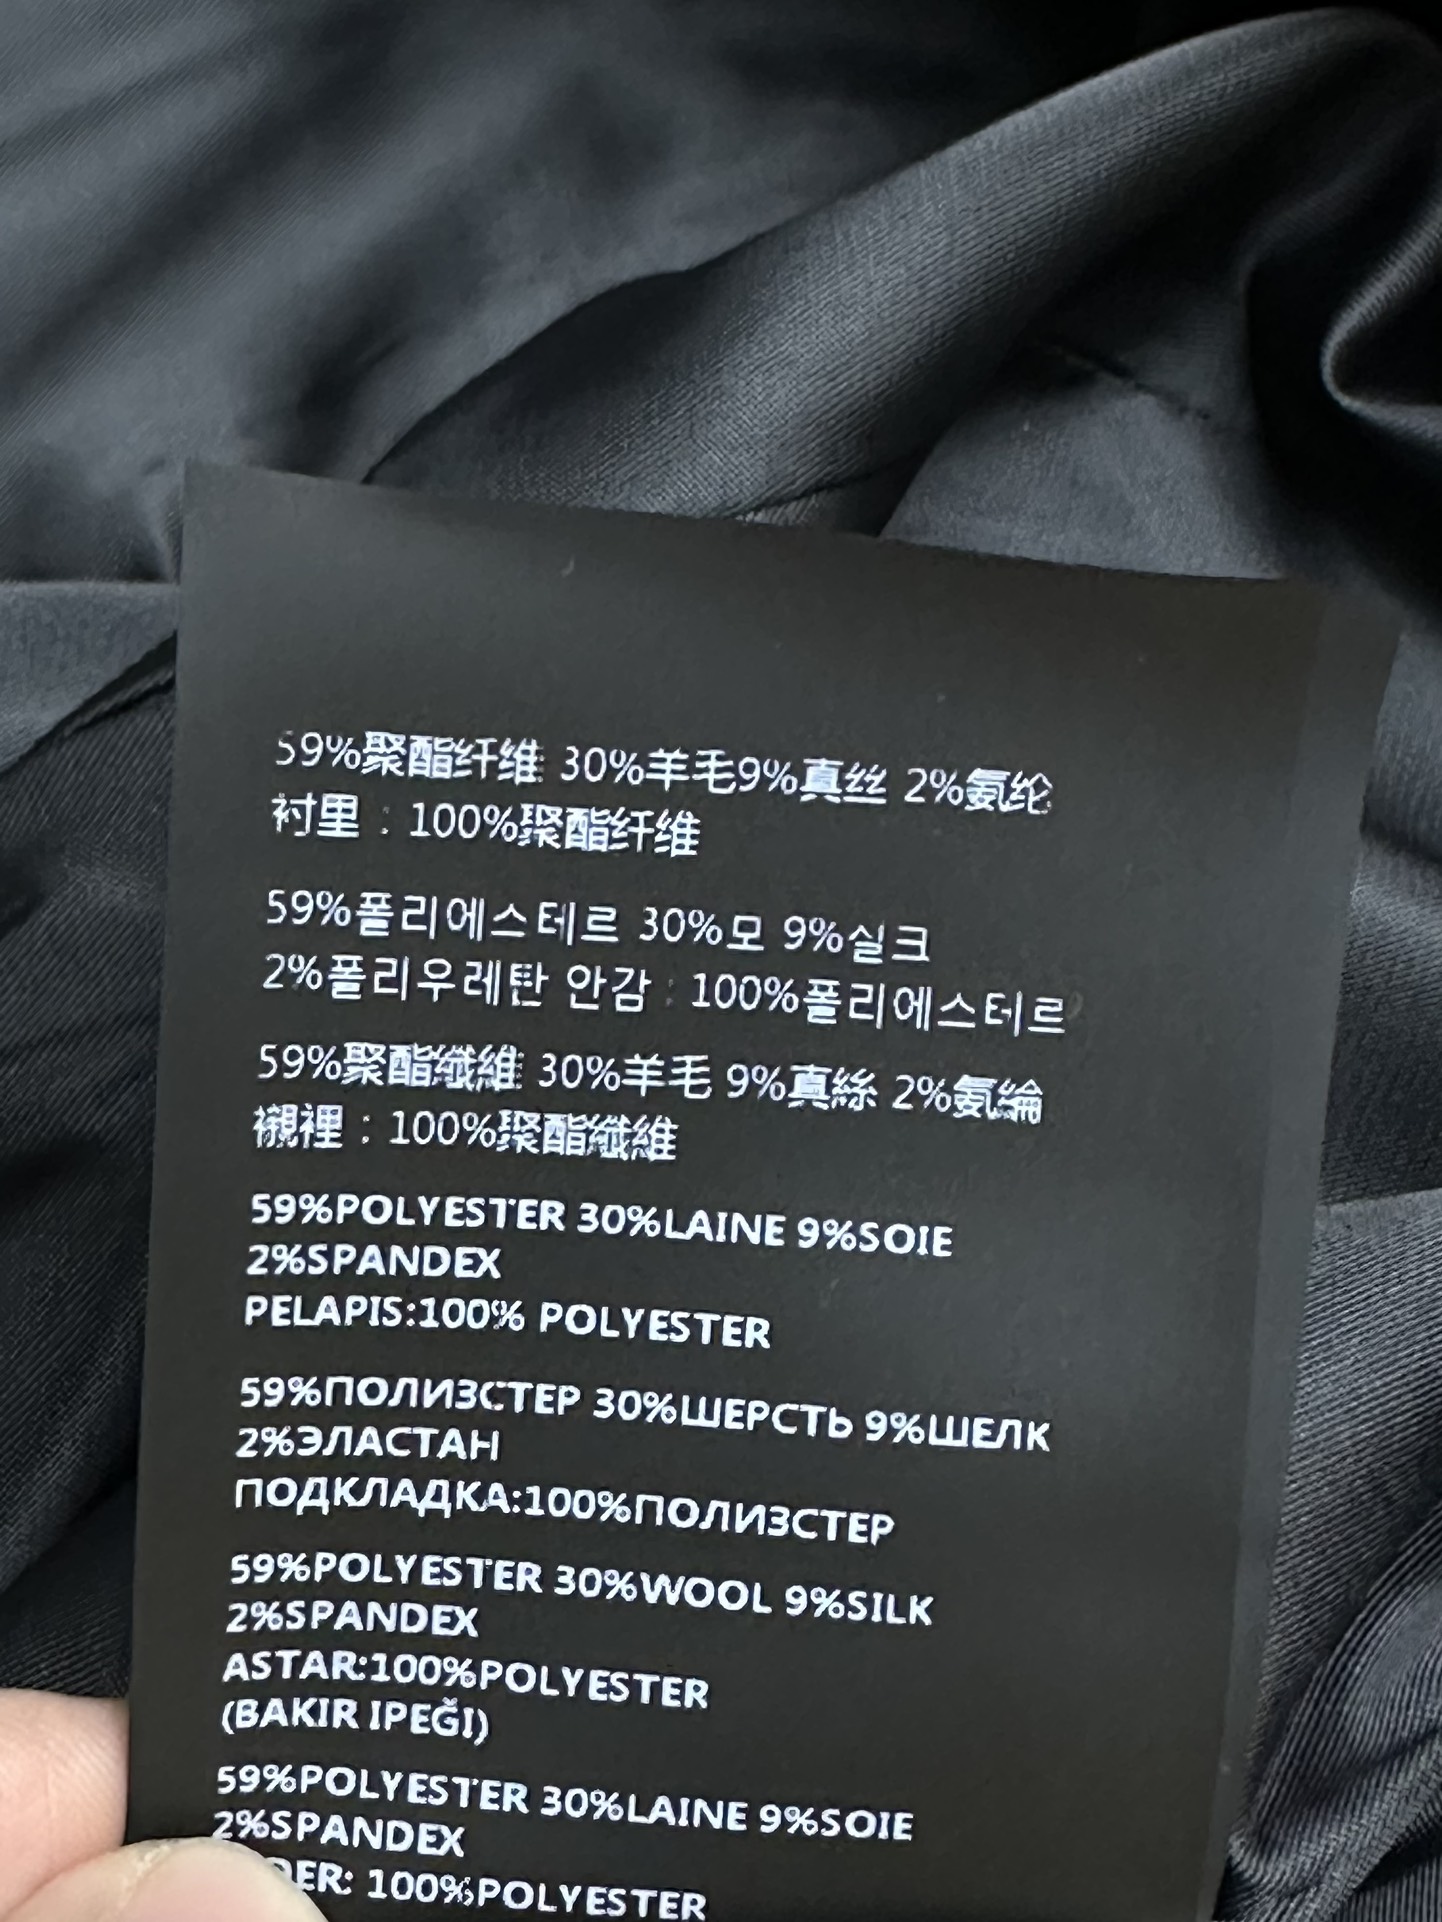 59%聚酯纤维 30%羊毛9%真丝 2%氨纶
衬里：100%聚酯纤维
59%폴리에스테르 30%모 9%실크
2%폴리우레탄 안감 : 100%폴리에스테르
59%聚酯纖維 30%羊毛 9%真絲 2%氨綸
襯裡：100%聚酯纖維
59%POLYESTER 30%LAINE 9%SOIE
2%SPANDEX
PELAPIS:100% POLYESTER
59%ПОЛИЗСТЕР 30%ШЕРСТЬ 9%ШЕЛК
2%ЭЛАСТАН
ПОДКЛАДКА:100%ПОЛИЗСТЕР
59%POLYESTER 30%WOOL 9%SILK
2%SPANDEX
ASTAR:100%POLYESTER
(BAKIR IPEĞI)
59%POLYESTER 30%LAINE 9%SOIE
2%SPANDEX
100%POLYESTER